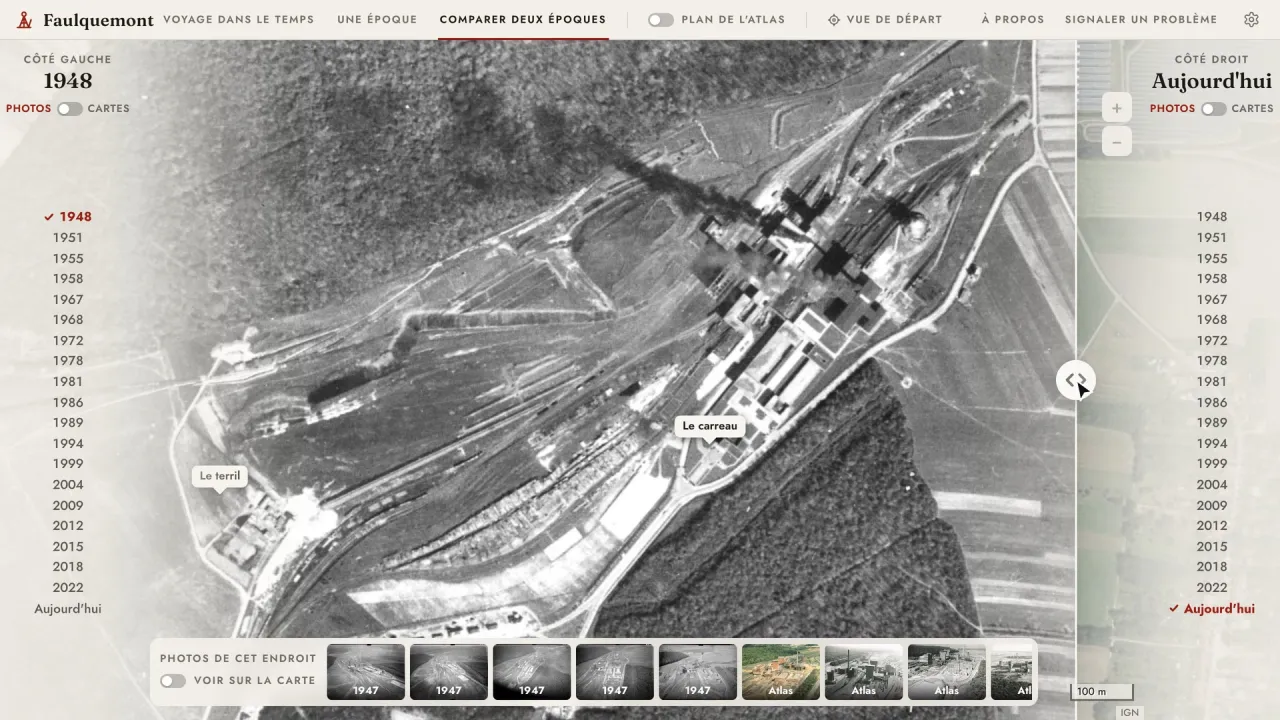 Faulquemont
VOYAGE DANS LE TEMPS
UNE ÉPOQUE
COMPARER DEUX ÉPOQUES
PLAN DE L'ATLAS
VUE DE DÉPART
À PROPOS
SIGNALER UN PROBLÈME
CÔTÉ GAUCHE
1948
PHOTOS CARTES
1948
1951
1955
1958
1967
1968
1972
1978
1981
1986
1989
1994
1999
2004
2009
2012
2015
2018
2022
Aujourd'hui
Le terril
Le carreau
CÔTÉ DROIT
Aujourd'hui
PHOTOS CARTES
+
−
1948
1951
1955
1958
1967
1968
1972
1978
1981
1986
1989
1994
1999
2004
2009
2012
2015
2018
2022
Aujourd'hui
PHOTOS DE CET ENDROIT
VOIR SUR LA CARTE
1947
1947
1947
1947
1947
Atlas
Atlas
Atlas
Atl
100 m
IGN